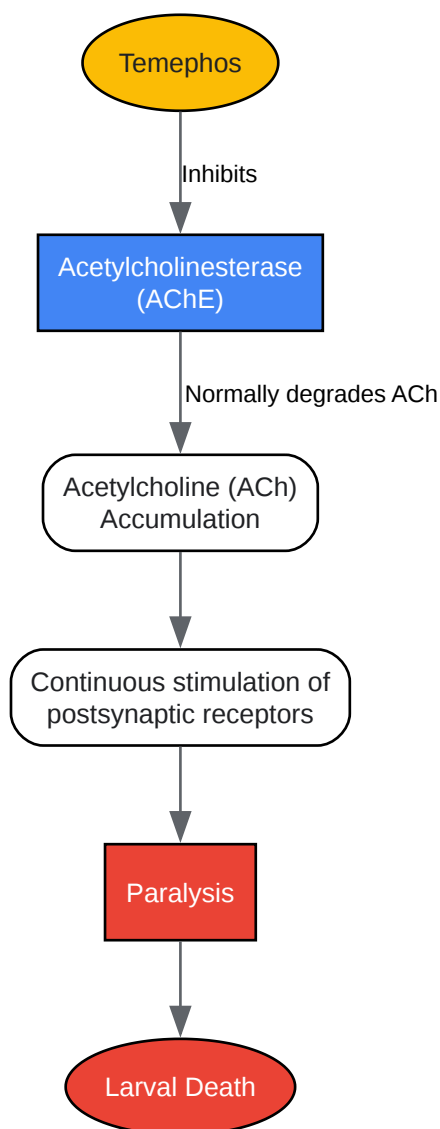 Temephos
Inhibits
Acetylcholinesterase
(AChE)
Normally degrades ACh
Acetylcholine (ACh)
Accumulation
Continuous stimulation of
postsynaptic receptors
Paralysis
Larval Death